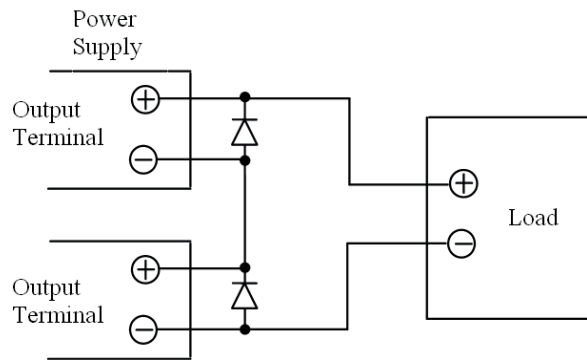 Power
Supply
Output
Terminal
Load
Output
Terminal